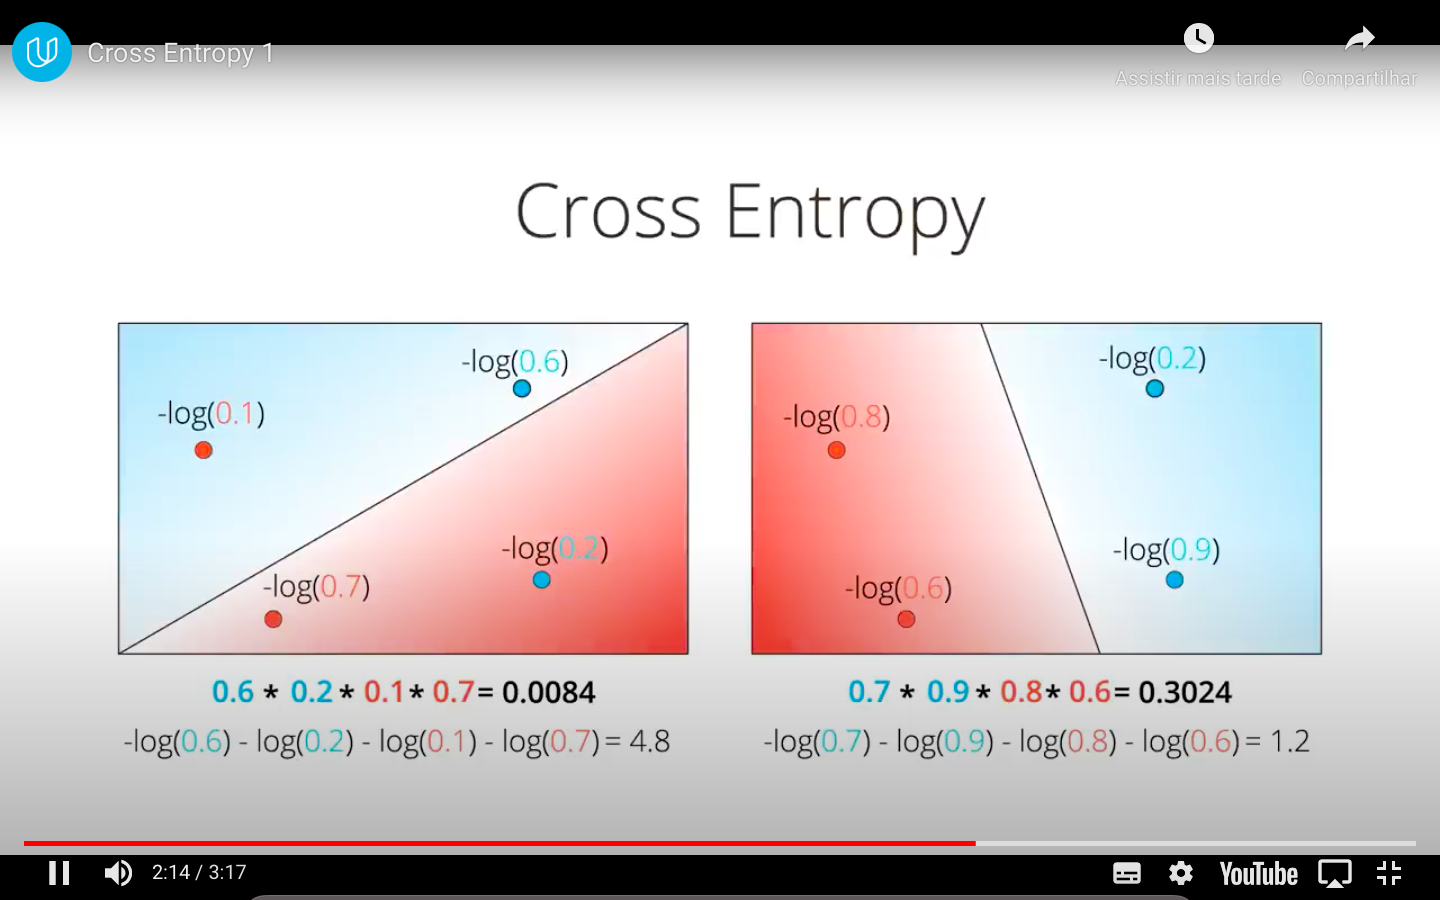 Cross Entropy 1
Assistir mais tarde
Compartilhar
Cross Entropy
-log(0.6)
-log(0.1)
-log(0.2)
-log(0.7)
-log(0.2)
-log(0.8)
-log(0.9)
-log(0.6)
0.6 * 0.2 * 0.1 * 0.7 = 0.0084
-log(0.6) - log(0.2) - log(0.1) - log(0.7) = 4.8
0.7 * 0.9 * 0.8 * 0.6 = 0.3024
-log(0.7) - log(0.9) - log(0.8) - log(0.6) = 1.2
2:14 / 3:17
YouTube